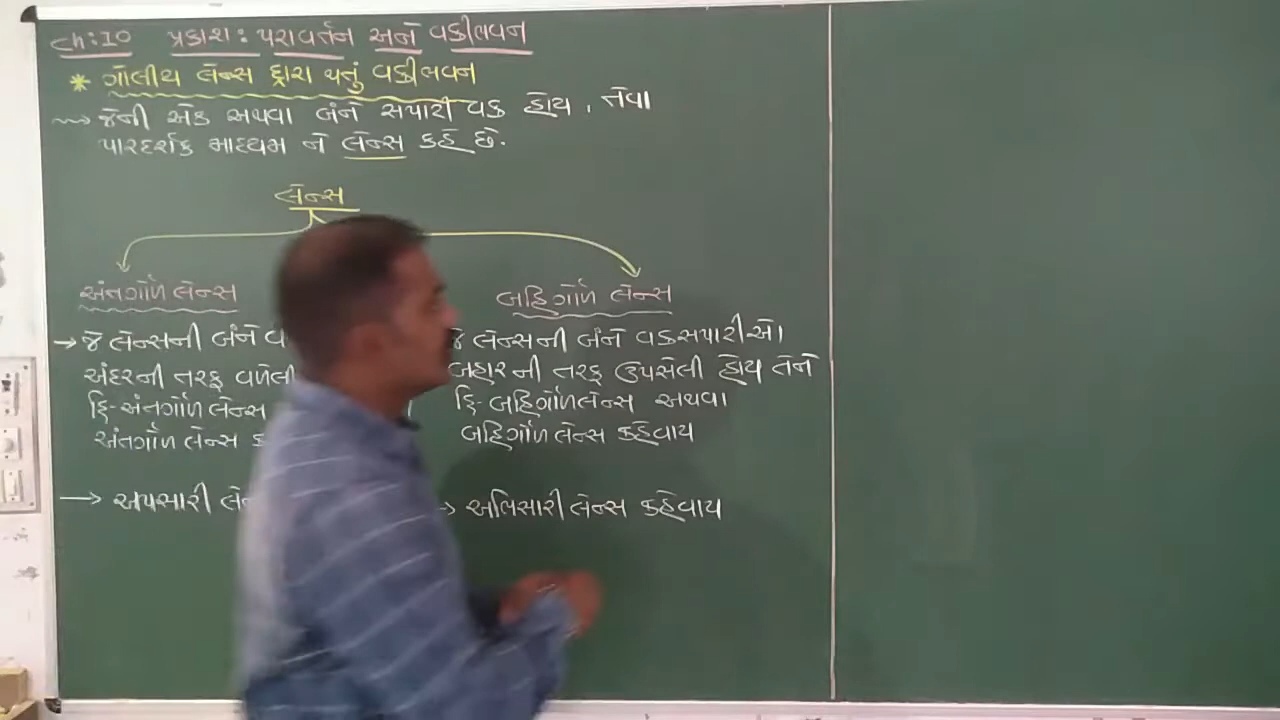 Ch:10 પ્રકાશ: પરાવર્તન અને વક્રીભવન
* ગોલીય લેન્સ દ્વારા થતું વક્રીભવન
જેની એક અથવા બંને સપાટી વક્ર હોય, તેવા
પારદર્શક માધ્યમ ને લેન્સ કહે છે.
લેન્સ
અંતર્ગોળ લેન્સ
→ જે લેન્સની બંને
અંદરની તરફ વળેલી
દ્વિ-અંતર્ગોળ લેન્સ
અંતર્ગોળ લેન્સ
→ અપસારી
બહિર્ગોળ લેન્સ
જે લેન્સની બંને વક્રસપાટીઓ
બહારની તરફ ઉપસેલી હોય તેને
દ્વિ-બહિર્ગોળ લેન્સ અથવા
બહિર્ગોળ લેન્સ કહેવાય
→ અભિસારી લેન્સ કહેવાય